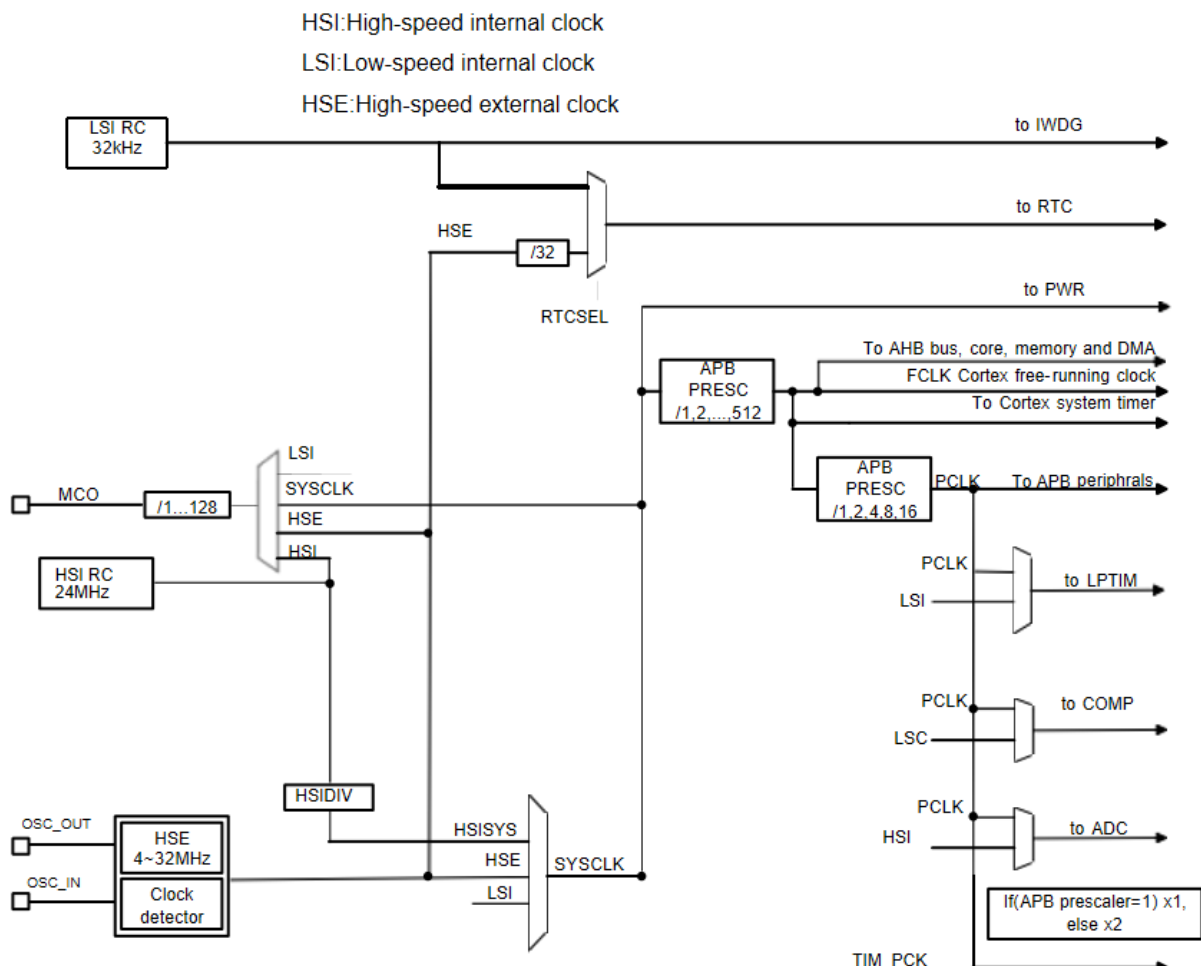 HSI:High-speed internal clock
LSI:Low-speed internal clock
HSE:High-speed external clock
LSI RC
32kHz
to IWDG
to RTC
HSE
/32
RTCSEL
to PWR
To AHB bus, core, memory and DMA
APB
PRESC
/1,2,...,512
FCLK Cortex free-running clock
To Cortex system timer
LSI
SYSCLK
MCO
/1...128
HSE
HSI
APB
PRESC
/1,2,4,8,16
PCLK
To APB periphrals
HSI RC
24MHz
PCLK
LSI
to LPTIM
PCLK
LSC
to COMP
HSIDIV
PCLK
HSI
to ADC
OSC_OUT
HSE
4~32MHz
OSC_IN
Clock
detector
HSISYS
HSE
LSI
SYSCLK
If(APB prescaler=1) x1,
else x2
TIM_PCK